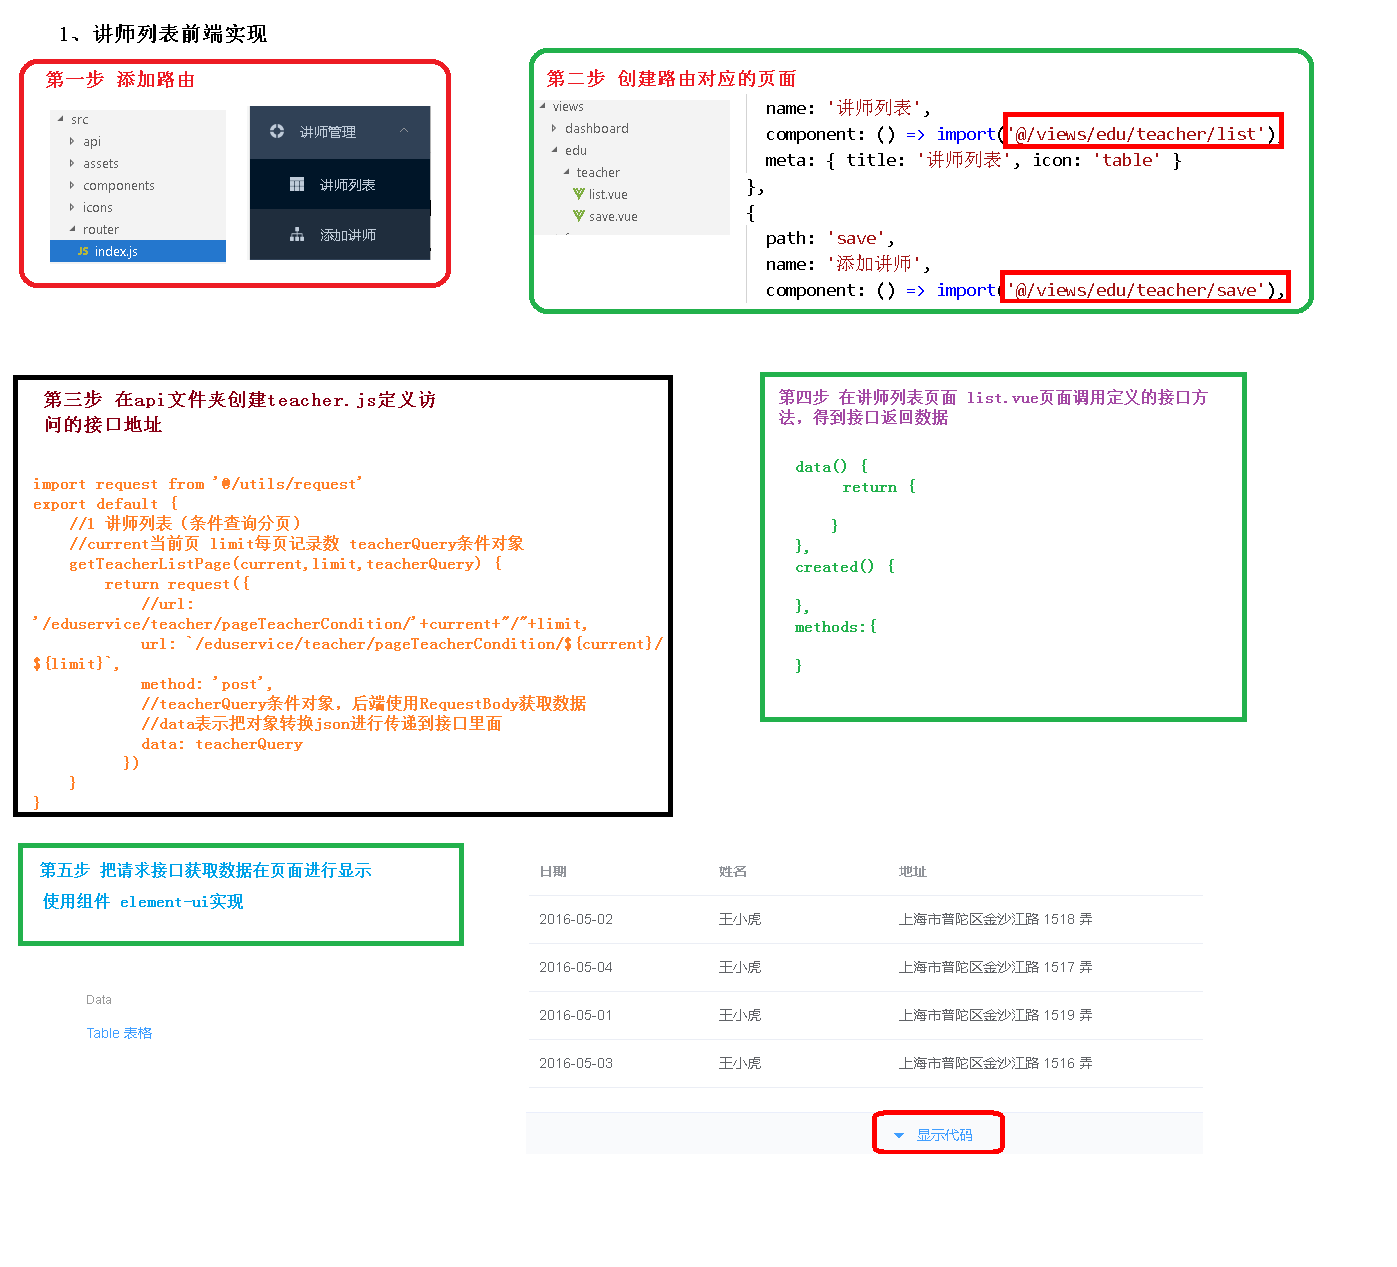 1、讲师列表前端实现
第一步 添加路由
src
api
assets
components
icons
router
JS index.js
讲师管理
讲师列表
添加讲师
第二步 创建路由对应的页面
views
dashboard
edu
teacher
list.vue
save.vue
name: '讲师列表',
component: () => import('@/views/edu/teacher/list'),
meta: { title: '讲师列表', icon: 'table' }
},
{
path: 'save',
name: '添加讲师',
component: () => import('@/views/edu/teacher/save'),
第三步 在api文件夹创建teacher.js定义访
问的接口地址
import request from '@/utils/request'
export default {
//1 讲师列表（条件查询分页）
//current当前页 limit每页记录数 teacherQuery条件对象
getTeacherListPage(current,limit,teacherQuery) {
return request({
//url:
'/eduservice/teacher/pageTeacherCondition/'+current+"/"+limit,
url: `/eduservice/teacher/pageTeacherCondition/${current}/
${limit}`,
method: 'post',
//teacherQuery条件对象，后端使用RequestBody获取数据
//data表示把对象转换json进行传递到接口里面
data: teacherQuery
})
}
}
第四步 在讲师列表页面 list.vue页面调用定义的接口方
法，得到接口返回数据
data() {
return {
}
},
created() {
},
methods:{
}
第五步 把请求接口获取数据在页面进行显示
使用组件 element-ui实现
Data
Table 表格
日期 姓名 地址
2016-05-02 王小虎 上海市普陀区金沙江路 1518 弄
2016-05-04 王小虎 上海市普陀区金沙江路 1517 弄
2016-05-01 王小虎 上海市普陀区金沙江路 1519 弄
2016-05-03 王小虎 上海市普陀区金沙江路 1516 弄
显示代码